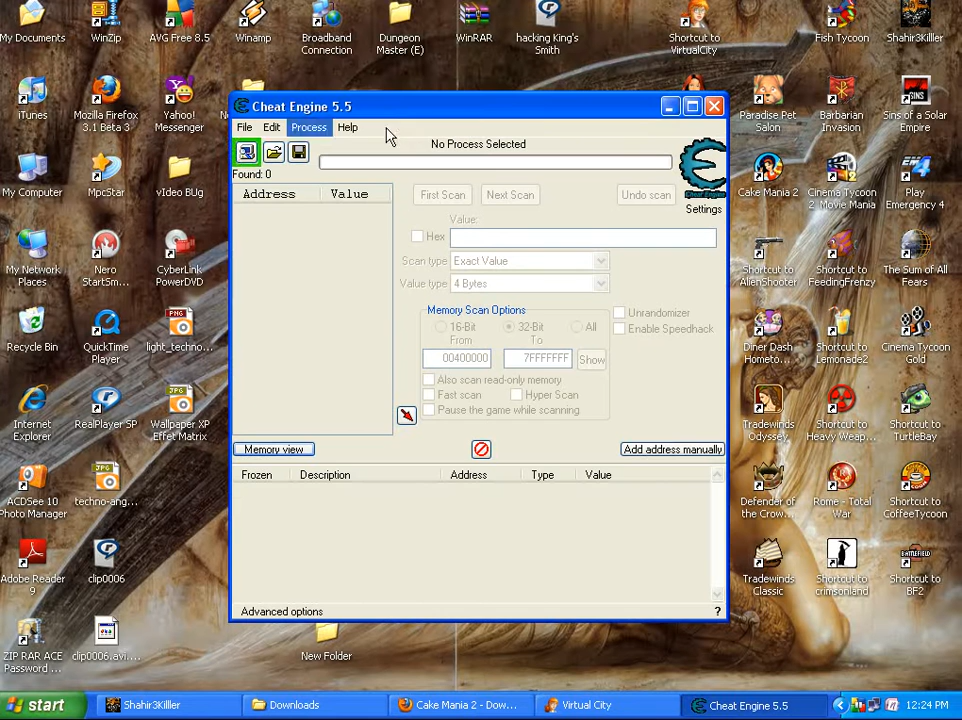 My Documents
WinZip
AVG Free 8.5
Winamp
Broadband
Connection
Dungeon
Master (E)
WinRAR
hacking King's
Smith
Shortcut to
VirtualCity
Fish Tycoon
Shahir3Killler
iTunes
Mozilla Firefox
3.1 Beta 3
Yahoo!
Messenger
Paradise Pet
Salon
Barbarian
Invasion
SINS
Sins of a Solar
Empire
My Computer
MpcStar
vIdeo BUg
Cake Mania 2
Cinema Tycoon
2 Movie Mania
Play
Emergency 4
My Network
Places
Nero
StartSm...
CyberLink
PowerDVD
Shortcut to
AlienShooter
Shortcut to
FeedingFrenzy
The Sum of All
Fears
Recycle Bin
QuickTime
Player
PNG
light_techno...
Diner Dash
Hometo...
Shortcut to
Lemonade2
Cinema Tycoon
Gold
Internet
Explorer
RealPlayer SP
JPG
Wallpaper XP
Effet Matrix
Tradewinds
Odyssey
Shortcut to
Heavy Weap...
Shortcut to
TurtleBay
ACDSee 10
Photo Manager
JPG
techno-ang...
Defender of
the Crow...
Rome - Total
War
Shortcut to
CoffeeTycoon
Adobe Reader
9
clip0006
Tradewinds
Classic
Shortcut to
crimsonland
BATTLEFIELD
Shortcut to
BF2
ZIP RAR ACE
Password ...
clip0006.avi....
New Folder
Cheat Engine 5.5
File Edit Process Help
No Process Selected
Found: 0
Settings
Address Value
First Scan Next Scan Undo scan
Value:
Hex
Scan type Exact Value
Value type 4 Bytes
Memory Scan Options
16-Bit 32-Bit All
From To
00400000 7FFFFFFF Show
Unrandomizer
Enable Speedhack
Also scan read-only memory
Fast scan Hyper Scan
Pause the game while scanning
Memory view Add address manually
Frozen Description Address Type Value
Advanced options ?
start Shahir3Killler Downloads Cake Mania 2 - Dow... Virtual City Cheat Engine 5.5 12:24 PM